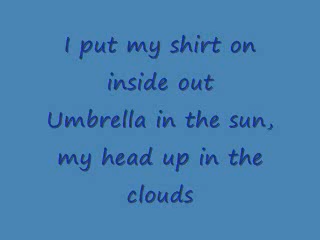 I put my shirt on
inside out
Umbrella in the sun,
my head up in the
clouds